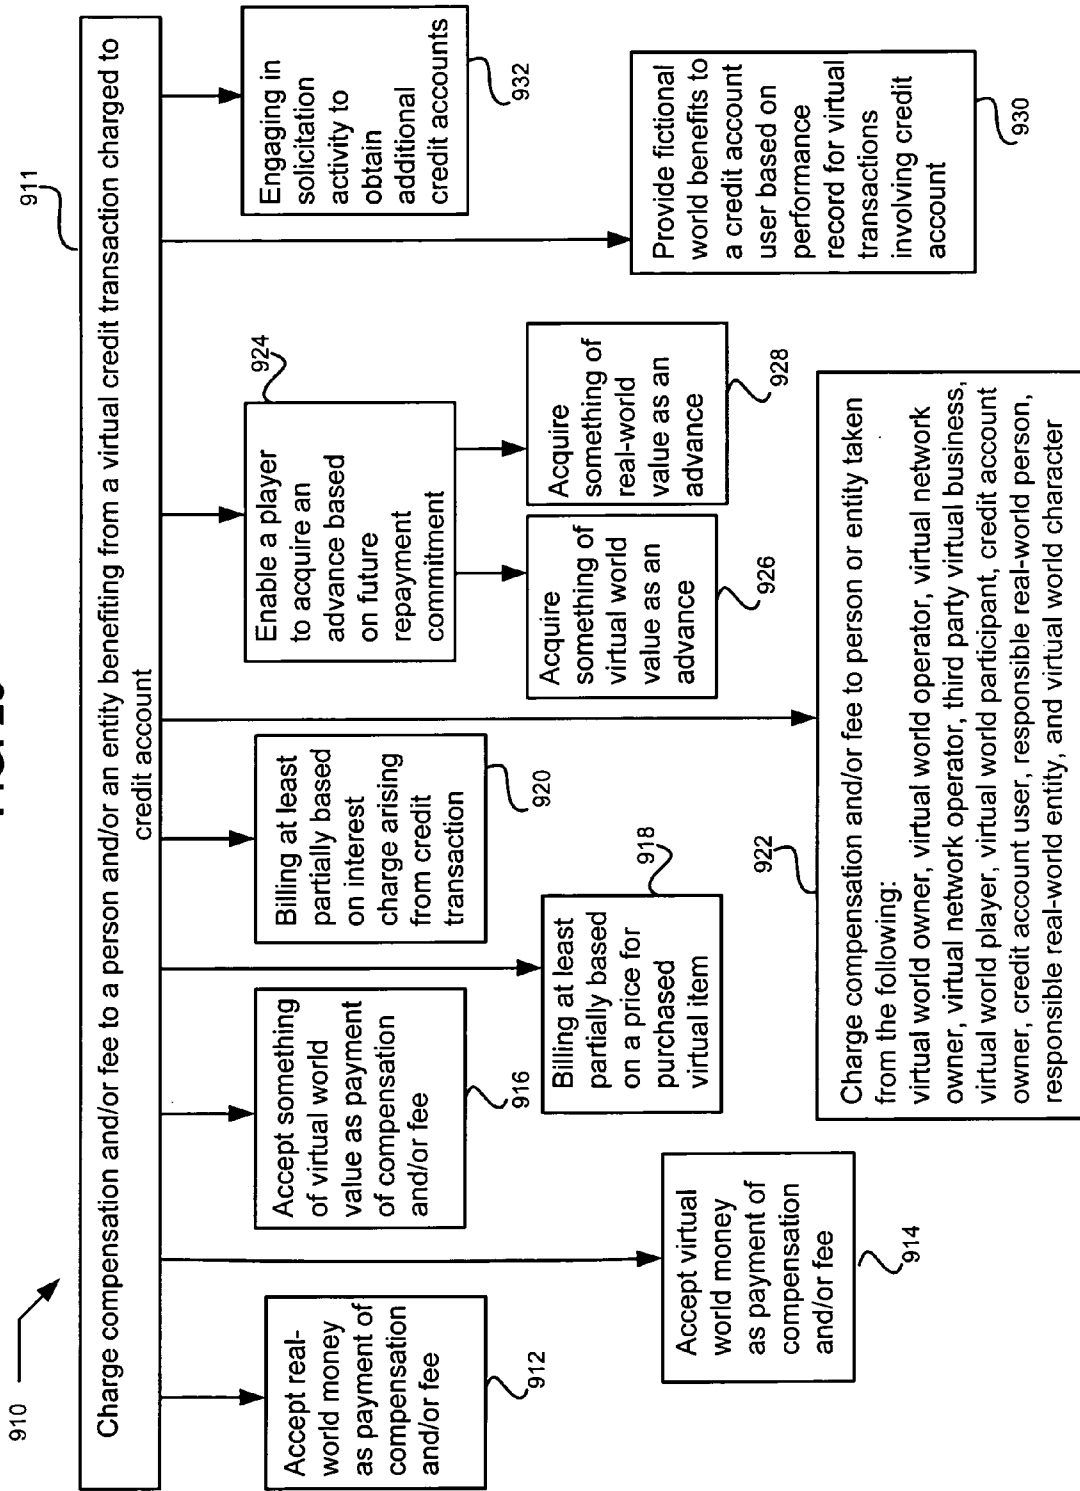 910
911
Charge compensation and/or fee to a person and/or an entity benefiting from a virtual credit transaction charged to
credit account
Accept real-
world money
as payment of
compensation
and/or fee
912
Accept virtual
world money
as payment of
compensation
and/or fee
914
Accept something
of virtual world
value as payment
of compensation
and/or fee
916
Billing at least
partially based
on a price for
purchased
virtual item
918
Billing at least
partially based
on interest
charge arising
from credit
transaction
920
922
Charge compensation and/or fee to person or entity taken
from the following:
virtual world owner, virtual world operator, virtual network
owner, virtual network operator, third party virtual business,
virtual world player, virtual world participant, credit account
owner, credit account user, responsible real-world person,
responsible real-world entity, and virtual world character
924
Enable a player
to acquire an
advance based
on future
repayment
commitment
Acquire
something of
virtual world
value as an
advance
926
Acquire
something of
real-world
value as an
advance
928
Provide fictional
world benefits to
a credit account
user based on
performance
record for virtual
transactions
involving credit
account
930
Engaging in
solicitation
activity to
obtain
additional
credit accounts
932